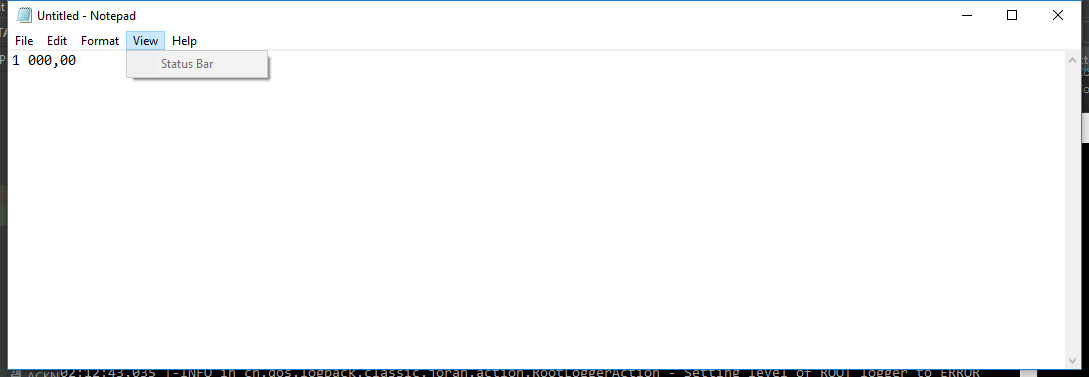 Untitled - Notepad
File Edit Format View Help
1 000,00
Status Bar
02:12:43.035 |-INFO in ch.qos.logback.classic.joran.action.RootLoggerAction - Setting level of ROOT logger to ERROR